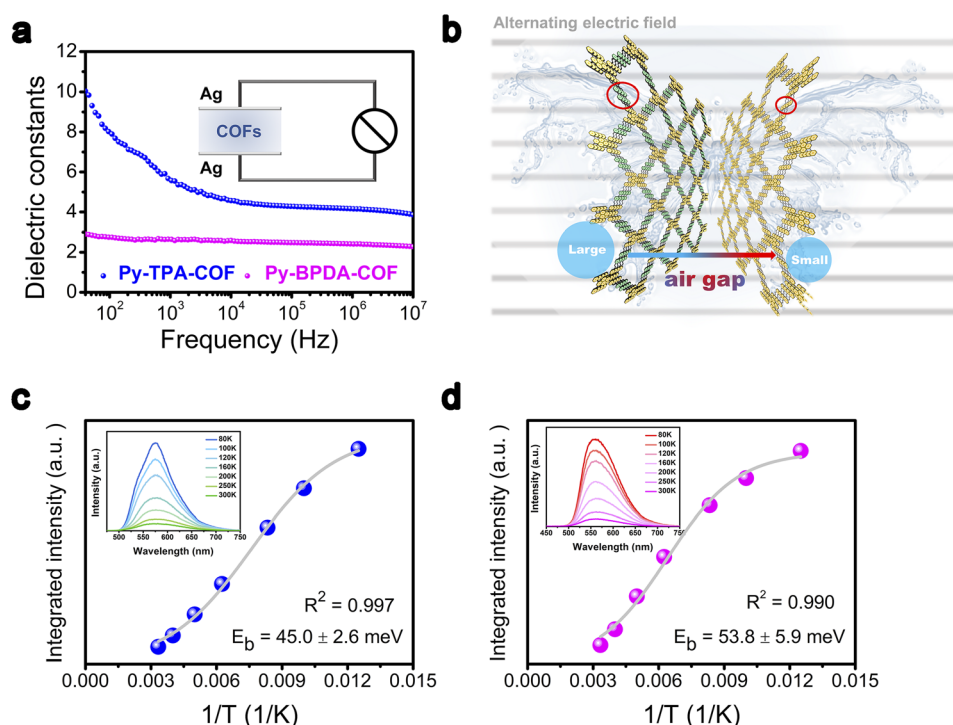 a
Dielectric constants
12
10
8
6
4
2
0
Ag
COFs
Ag
Py-TPA-COF
Py-BPDA-COF
10² 10³ 10⁴ 10⁵ 10⁶ 10⁷
Frequency (Hz)
b
Alternating electric field
Large
Small
air gap
c
Integrated intensity (a.u.)
Intensity (a.u.)
80K
100K
120K
160K
200K
250K
300K
500 550 600 650 700 750
Wavelength (nm)
R² = 0.997
E_b = 45.0 ± 2.6 meV
0.000 0.003 0.006 0.009 0.012 0.015
1/T (1/K)
d
Integrated intensity (a.u.)
Intensity (a.u.)
80K
100K
120K
160K
200K
250K
300K
450 500 550 600 650 700 750
Wavelength (nm)
R² = 0.990
E_b = 53.8 ± 5.9 meV
0.000 0.003 0.006 0.009 0.012 0.015
1/T (1/K)